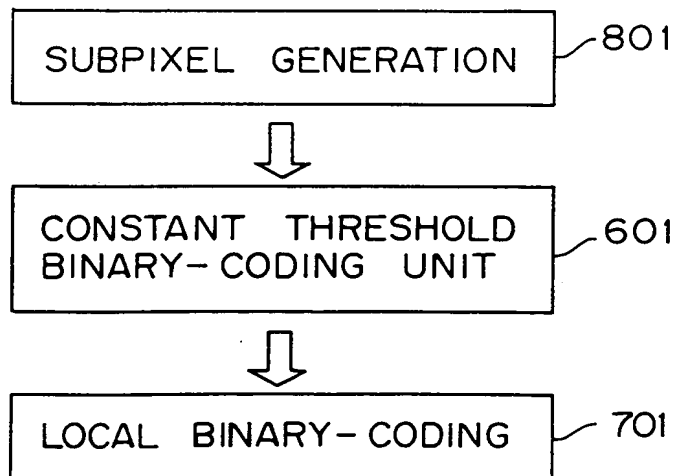 SUBPIXEL GENERATION
801
CONSTANT THRESHOLD
BINARY-CODING UNIT
601
LOCAL BINARY-CODING
701